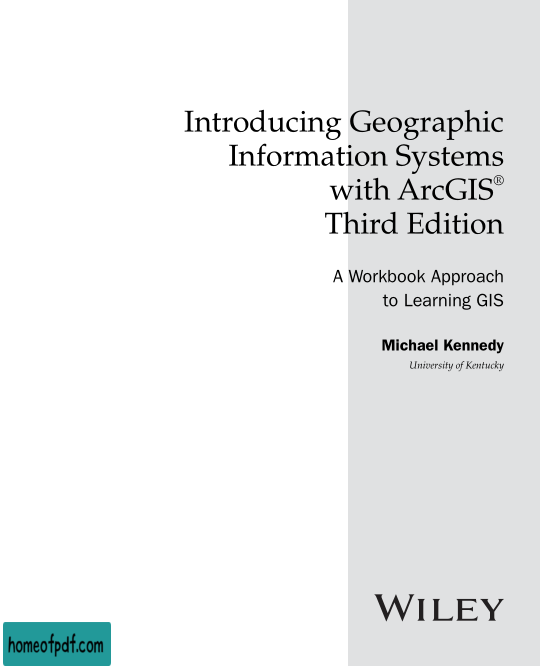 Introducing Geographic
Information Systems
with ArcGIS®
Third Edition
A Workbook Approach
to Learning GIS
Michael Kennedy
University of Kentucky
WILEY
homeofpdf.com